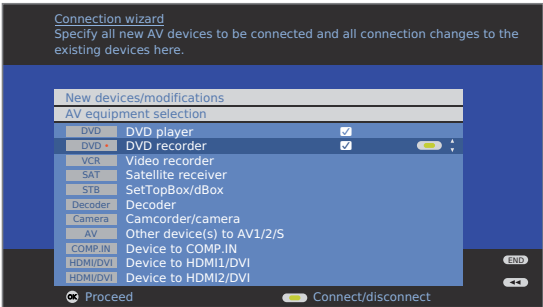 Connection wizard
Specify all new AV devices to be connected and all connection changes to the
existing devices here.
New devices/modifications
AV equipment selection
DVD DVD player
DVD DVD recorder
VCR Video recorder
SAT Satellite receiver
STB SetTopBox/dBox
Decoder Decoder
Camera Camcorder/camera
AV Other device(s) to AV1/2/S
COMP.IN Device to COMP.IN
HDMI/DVI Device to HDMI1/DVI
HDMI/DVI Device to HDMI2/DVI
END
OK Proceed Connect/disconnect